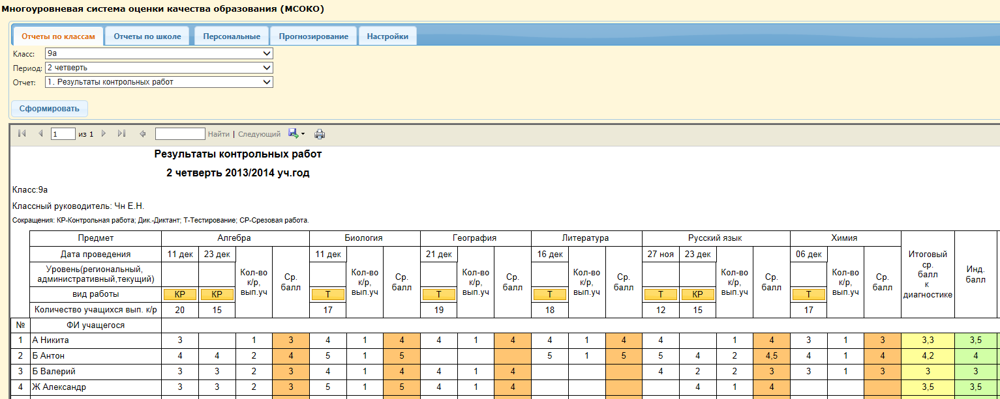 Многоуровневая система оценки качества образования (МСОКО)
Отчеты по классам Отчеты по школе Персональные Прогнозирование Настройки
Класс: 9а
Период: 2 четверть
Отчет: 1. Результаты контрольных работ
Сформировать
1 из 1 Найти | Следующий
Результаты контрольных работ
2 четверть 2013/2014 уч.год
Класс:9а
Классный руководитель: Чн Е.Н.
Сокращения: КР-Контрольная работа; Дик.-Диктант; Т-Тестирование; СР-Срезовая работа.
Предмет Алгебра Биология География Литература Русский язык Химия Итоговый ср. балл к диагностике Инд. балл
Дата проведения 11 дек 23 дек Кол-во к/р, вып.уч Ср. балл 11 дек Кол-во к/р, вып.уч Ср. балл 21 дек Кол-во к/р, вып.уч Ср. балл 16 дек Кол-во к/р, вып.уч Ср. балл 27 ноя 23 дек Кол-во к/р, вып.уч Ср. балл 06 дек Кол-во к/р, вып.уч Ср. балл
Уровень(региональный,
административный,текущий)
вид работы КР КР Т Т Т Т КР Т
Количество учащихся вып. к/р 20 15 17 19 18 12 15 17
№ ФИ учащегося
1 А Никита 3 1 3 4 1 4 4 1 4 4 1 4 4 1 4 3 1 3 3,3 3,5
2 Б Антон 4 4 2 4 5 1 5 5 1 5 5 4 2 4,5 4 1 4 4,2 4
3 Б Валерий 3 3 2 3 4 1 4 4 1 4 4 2 2 3 3 1 3 3 3
4 Ж Александр 3 3 2 3 5 1 5 4 1 4 4 1 4 3,5 3,5